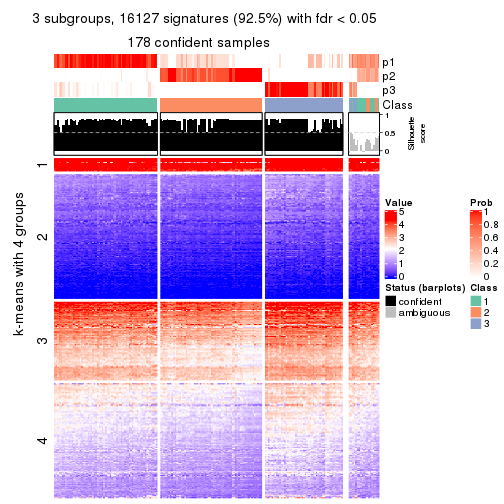 3 subgroups, 16127 signatures (92.5%) with fdr < 0.05
178 confident samples
p1
p2
p3
Class
1
0.5
0
Silhouette
score
k-means with 4 groups
1
2
3
4
Value
5
4
3
2
1
0
Prob
1
0.8
0.6
0.4
0.2
0
Status (barplots)
confident
ambiguous
Class
1
2
3